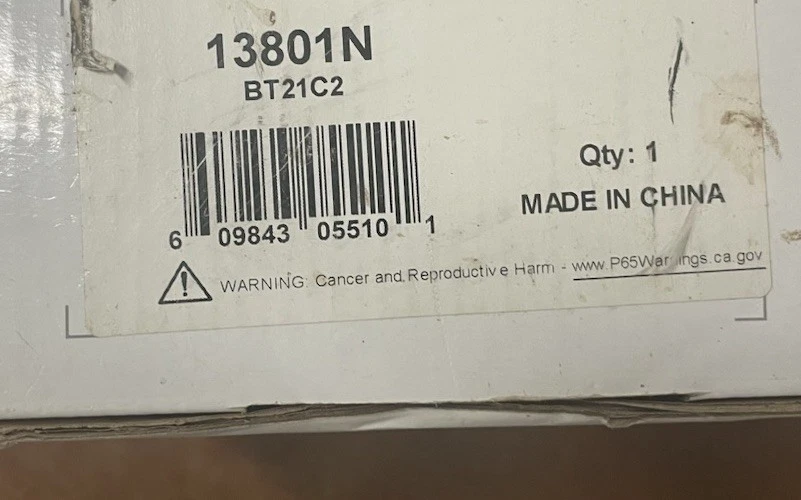 13801N
BT21C2
Qty: 1
MADE IN CHINA
6 09843 05510 1
WARNING: Cancer and Reproductive Harm - www.P65Warnings.ca.gov